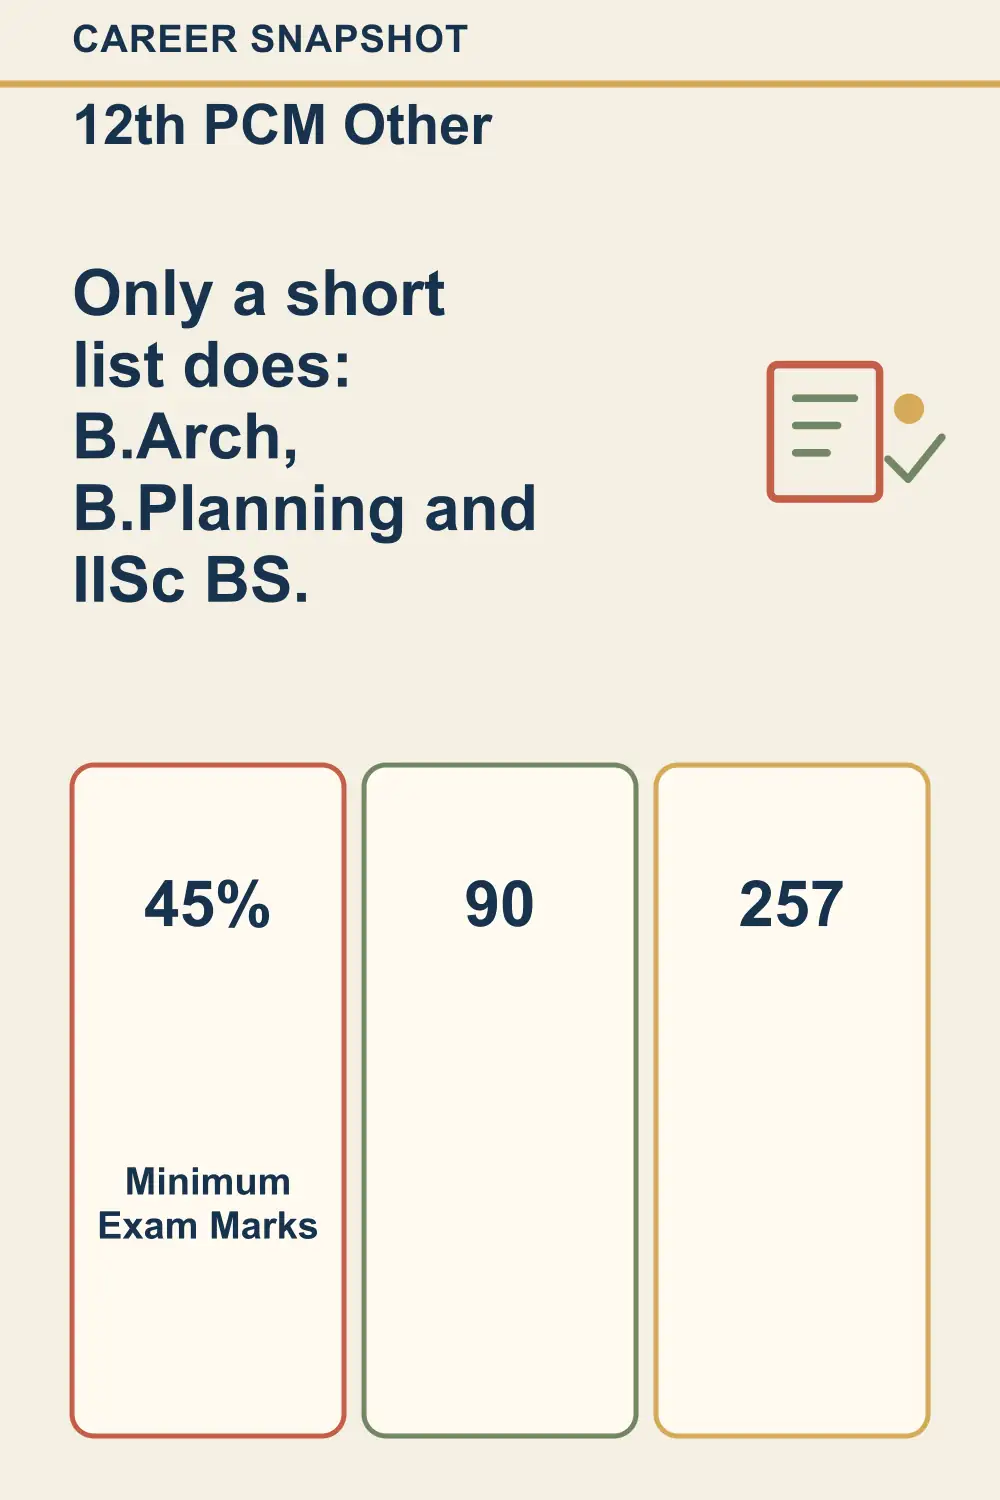 CAREER SNAPSHOT
12th PCM Other
Only a short
list does:
B.Arch,
B.Planning and
IISc BS.
45%
90
257
Minimum
Exam Marks